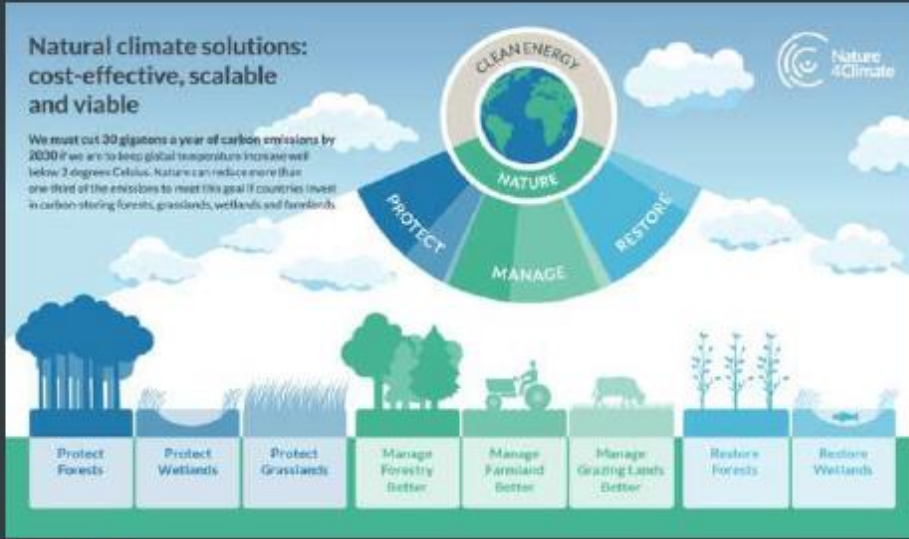 Natural climate solutions:
cost-effective, scalable
and viable
We must cut 30 gigatons a year of carbon emissions by
2030 if we are to keep global temperature increase well
below 2 degrees Celsius. Nature can reduce more than
one-third of the emissions to meet this goal if countries invest
in carbon-storing forests, grasslands, wetlands and farmlands.
CLEAN ENERGY
Nature
4Climate
NATURE
PROTECT
MANAGE
RESTORE
Protect
Forests
Protect
Wetlands
Protect
Grasslands
Manage
Forestry
Better
Manage
Farmland
Better
Manage
Grazing Lands
Better
Restore
Forests
Restore
Wetlands